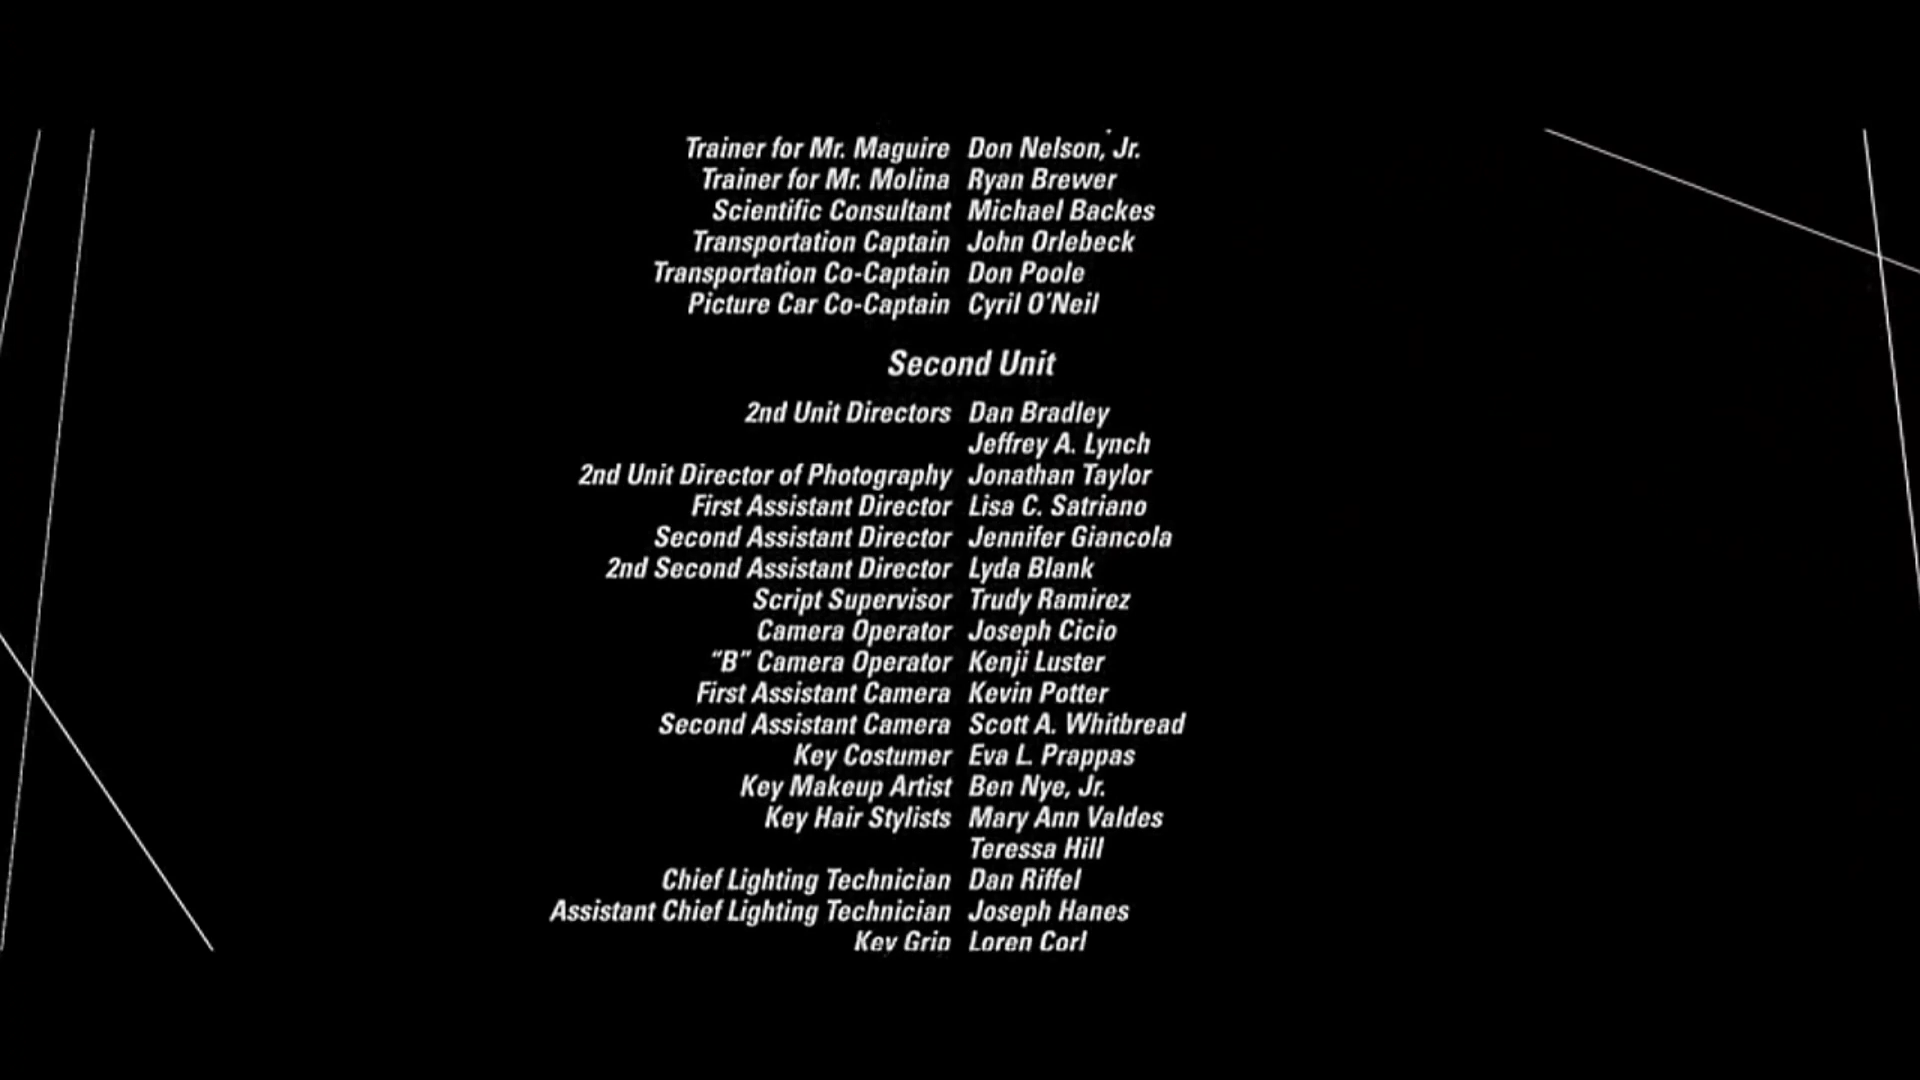 Trainer for Mr. Maguire Don Nelson, Jr.
Trainer for Mr. Molina Ryan Brewer
Scientific Consultant Michael Backes
Transportation Captain John Orlebeck
Transportation Co-Captain Don Poole
Picture Car Co-Captain Cyril O'Neil
Second Unit
2nd Unit Directors Dan Bradley
Jeffrey A. Lynch
2nd Unit Director of Photography Jonathan Taylor
First Assistant Director Lisa C. Satriano
Second Assistant Director Jennifer Giancola
2nd Second Assistant Director Lyda Blank
Script Supervisor Trudy Ramirez
Camera Operator Joseph Cicio
“B” Camera Operator Kenji Luster
First Assistant Camera Kevin Potter
Second Assistant Camera Scott A. Whitbread
Key Costumer Eva L. Prappas
Key Makeup Artist Ben Nye, Jr.
Key Hair Stylists Mary Ann Valdes
Teressa Hill
Chief Lighting Technician Dan Riffel
Assistant Chief Lighting Technician Joseph Hanes
Key Grip Loren Corl